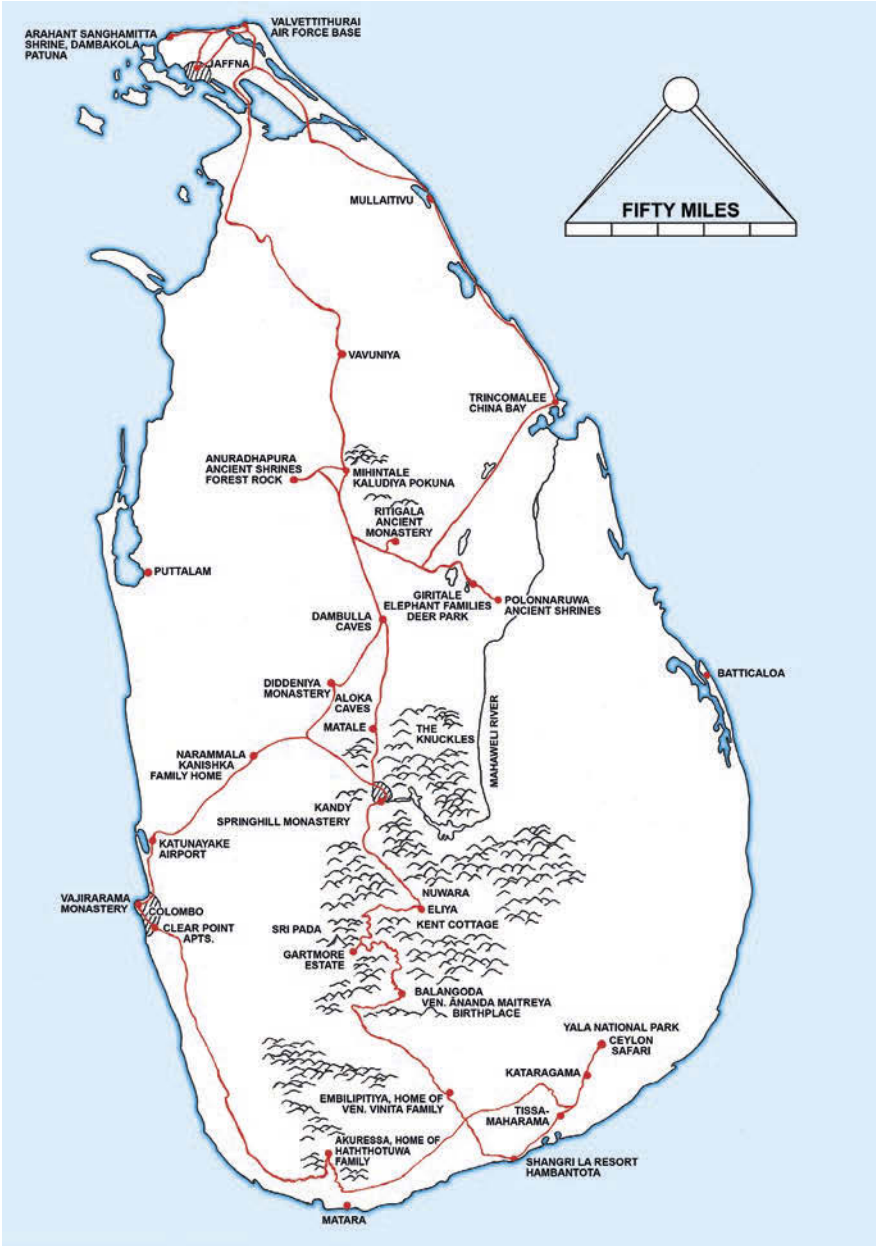 ARAHANT SANGHAMITTA
SHRINE, DAMBAKOLA
PATUNA
VALVETTITHURAI
AIR FORCE BASE
JAFFNA
FIFTY MILES
MULLAITIVU
VAVUNIYA
TRINCOMALEE
CHINA BAY
ANURADHAPURA
ANCIENT SHRINES
FOREST ROCK
MIHINTALE
KALUDIYA POKUNA
RITIGALA
ANCIENT
MONASTERY
PUTTALAM
GIRITALE
ELEPHANT FAMILIES
DEER PARK
POLONNARUWA
ANCIENT SHRINES
DAMBULLA
CAVES
BATTICALOA
DIDDENIYA
MONASTERY
ALOKA
CAVES
MATALE
THE
KNUCKLES
MAHAWELI RIVER
NARAMMALA
KANISHKA
FAMILY HOME
KANDY
SPRINGHILL MONASTERY
KATUNAYAKE
AIRPORT
NUWARA
ELIYA
KENT COTTAGE
VAJIRARAMA
MONASTERY
COLOMBO
CLEAR POINT
APTS.
SRI PADA
GARTMORE
ESTATE
BALANGODA
VEN. ĀNANDA MAITREYA
BIRTHPLACE
YALA NATIONAL PARK
CEYLON
SAFARI
KATARAGAMA
EMBILIPITIYA, HOME OF
VEN. VINITA FAMILY
TISSA-
MAHARAMA
AKURESSA, HOME OF
HATHTHOTUWA
FAMILY
SHANGRI LA RESORT
HAMBANTOTA
MATARA